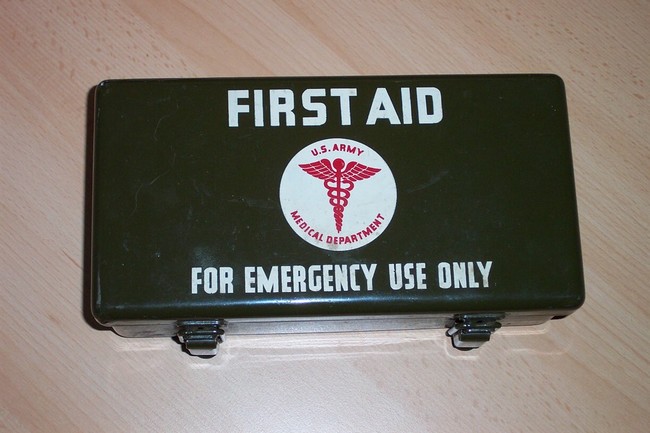 FIRST AID
U.S. ARMY
MEDICAL DEPARTMENT
FOR EMERGENCY USE ONLY